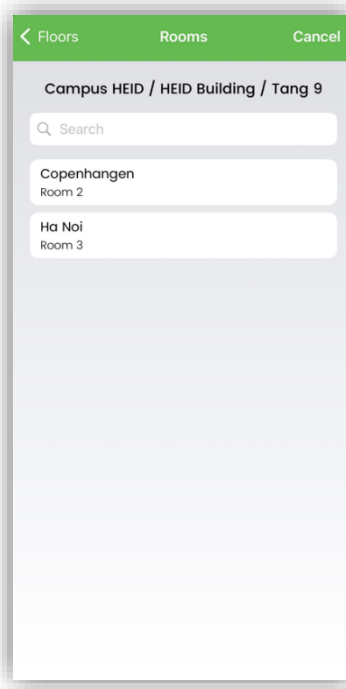 Floors Rooms Cancel
Campus HEID / HEID Building / Tang 9
Search
Copenhangen
Room 2
Ha Noi
Room 3